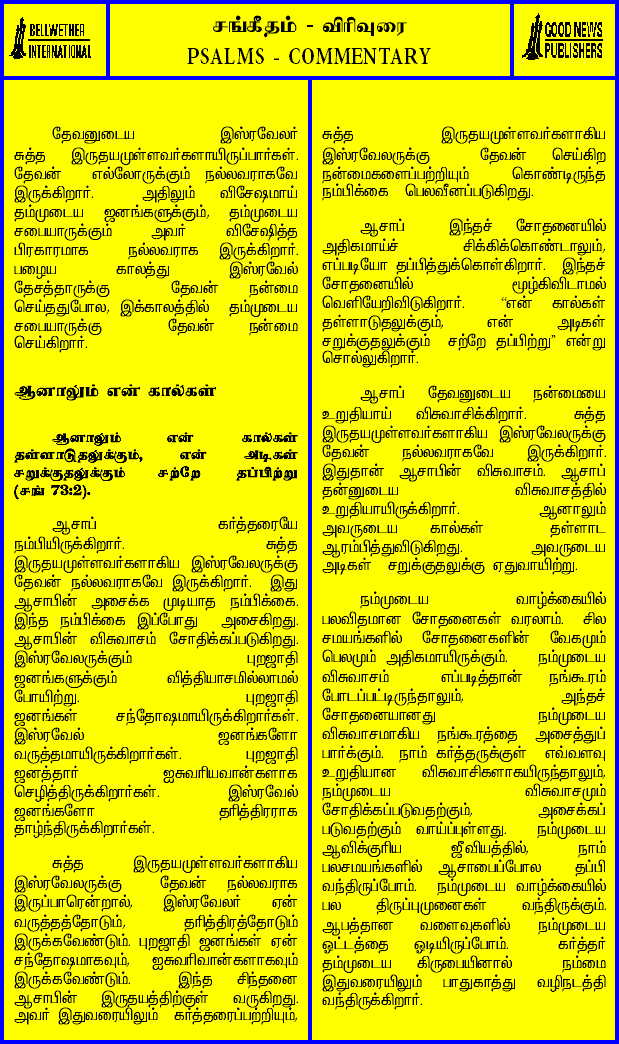 BELLWETHER
INTERNATIONAL
சங்கீதம் - விரிவுரை
PSALMS - COMMENTARY
GOOD NEWS
PUBLISHERS
தேவனுடைய இஸ்ரவேலர்
சுத்த இருதயமுள்ளவர்களாயிருப்பார்கள்.
தேவன் எல்லோருக்கும் நல்லவராகவே
இருக்கிறார். அதிலும் விசேஷமாய்
தம்முடைய ஜனங்களுக்கும், தம்முடைய
சபையாருக்கும் அவர் விசேஷித்த
பிரகாரமாக நல்லவராக இருக்கிறார்.
பழைய காலத்து இஸ்ரவேல்
தேசத்தாருக்கு தேவன் நன்மை
செய்ததுபோல, இக்காலத்தில் தம்முடைய
சபையாருக்கு தேவன் நன்மை
செய்கிறார்.
ஆனாலும் என் கால்கள்
ஆனாலும் என் கால்கள்
தள்ளாடுதலுக்கும், என் அடிகள்
சறுக்குதலுக்கும் சற்றே தப்பிற்று
(சங் 73:2).
ஆசாப் கர்த்தரையே
நம்பியிருக்கிறார். சுத்த
இருதயமுள்ளவர்களாகிய இஸ்ரவேலருக்கு
தேவன் நல்லவராகவே இருக்கிறார். இது
ஆசாபின் அசைக்க முடியாத நம்பிக்கை.
இந்த நம்பிக்கை இப்போது அசைகிறது.
ஆசாபின் விசுவாசம் சோதிக்கப்படுகிறது.
இஸ்ரவேலருக்கும் புறஜாதி
ஜனங்களுக்கும் வித்தியாசமில்லாமல்
போயிற்று. புறஜாதி
ஜனங்கள் சந்தோஷமாயிருக்கிறார்கள்.
இஸ்ரவேல் ஜனங்களோ
வருத்தமாயிருக்கிறார்கள். புறஜாதி
ஜனத்தார் ஐசுவரியவான்களாக
செழித்திருக்கிறார்கள். இஸ்ரவேல்
ஜனங்களோ தரித்திரராக
தாழ்ந்திருக்கிறார்கள்.
சுத்த இருதயமுள்ளவர்களாகிய
இஸ்ரவேலருக்கு தேவன் நல்லவராக
இருப்பாரென்றால், இஸ்ரவேலர் ஏன்
வருத்தத்தோடும், தரித்திரத்தோடும்
இருக்கவேண்டும். புறஜாதி ஜனங்கள் ஏன்
சந்தோஷமாகவும், ஐசுவரிவான்களாகவும்
இருக்கவேண்டும். இந்த சிந்தனை
ஆசாபின் இருதயத்திற்குள் வருகிறது.
அவர் இதுவரையிலும் கர்த்தரைப்பற்றியும்,
சுத்த இருதயமுள்ளவர்களாகிய
இஸ்ரவேலருக்கு தேவன் செய்கிற
நன்மைகளைப்பற்றியும் கொண்டிருந்த
நம்பிக்கை பெலவீனப்படுகிறது.
ஆசாப் இந்தச் சோதனையில்
அதிகமாய்ச் சிக்கிக்கொண்டாலும்,
எப்படியோ தப்பித்துக்கொள்கிறார். இந்தச்
சோதனையில் மூழ்கிவிடாமல்
வெளியேறிவிடுகிறார். “என் கால்கள்
தள்ளாடுதலுக்கும், என் அடிகள்
சறுக்குதலுக்கும் சற்றே தப்பிற்று” என்று
சொல்லுகிறார்.
ஆசாப் தேவனுடைய நன்மையை
உறுதியாய் விசுவாசிக்கிறார். சுத்த
இருதயமுள்ளவர்களாகிய இஸ்ரவேலருக்கு
தேவன் நல்லவராகவே இருக்கிறார்.
இதுதான் ஆசாபின் விசுவாசம். ஆசாப்
தன்னுடைய விசுவாசத்தில்
உறுதியாயிருக்கிறார். ஆனாலும்
அவருடைய கால்கள் தள்ளாட
ஆரம்பித்துவிடுகிறது. அவருடைய
அடிகள் சறுக்குதலுக்கு ஏதுவாயிற்று.
நம்முடைய வாழ்க்கையில்
பலவிதமான சோதனைகள் வரலாம். சில
சமயங்களில் சோதனைகளின் வேகமும்
பெலமும் அதிகமாயிருக்கும். நம்முடைய
விசுவாசம் எப்படித்தான் நங்கூரம்
போடப்பட்டிருந்தாலும், அந்தச்
சோதனையானது நம்முடைய
விசுவாசமாகிய நங்கூரத்தை அசைத்துப்
பார்க்கும். நாம் கர்த்தருக்குள் எவ்வளவு
உறுதியான விசுவாசிகளாகயிருந்தாலும்,
நம்முடைய விசுவாசமும்
சோதிக்கப்படுவதற்கும், அசைக்கப்
படுவதற்கும் வாய்ப்புள்ளது. நம்முடைய
ஆவிக்குரிய ஜீவியத்தில், நாம்
பலசமயங்களில் ஆசாபைப்போல தப்பி
வந்திருப்போம். நம்முடைய வாழ்க்கையில்
பல திருப்புமுனைகள் வந்திருக்கும்.
ஆபத்தான வளைவுகளில் நம்முடைய
ஓட்டத்தை ஓடியிருப்போம். கர்த்தர்
தம்முடைய கிருபையினால் நம்மை
இதுவரையிலும் பாதுகாத்து வழிநடத்தி
வந்திருக்கிறார்.